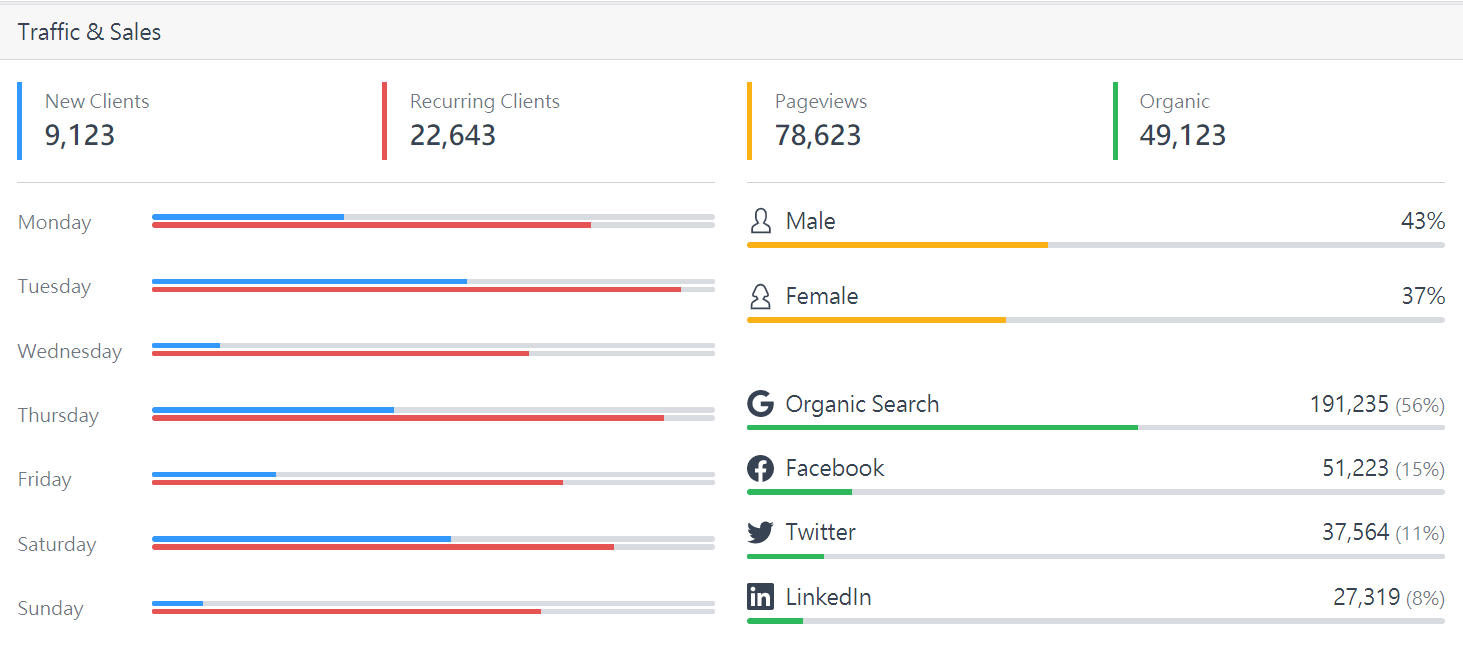 Traffic & Sales
New Clients
9,123
Recurring Clients
22,643
Pageviews
78,623
Organic
49,123
Monday
Tuesday
Wednesday
Thursday
Friday
Saturday
Sunday
Male 43%
Female 37%
Organic Search 191,235 (56%)
Facebook 51,223 (15%)
Twitter 37,564 (11%)
LinkedIn 27,319 (8%)